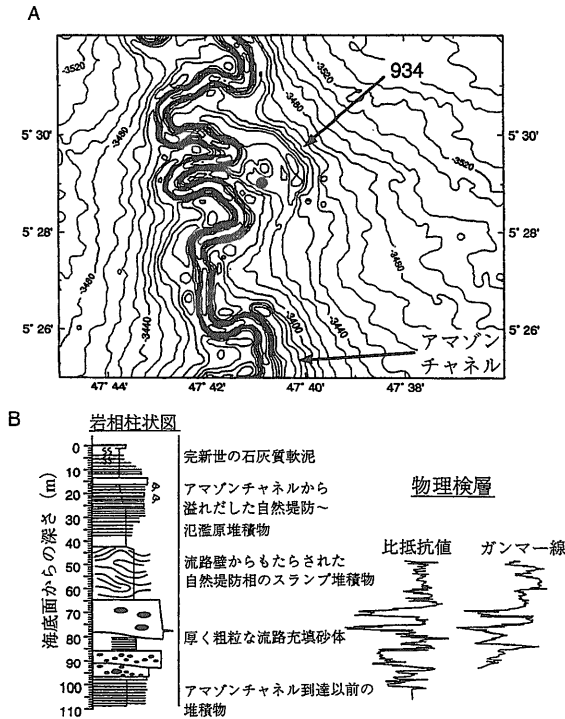 A
934
-3520
-3480
-3480
-3520
-3480
-3480
-3440
-3400
-3440
5° 30'
5° 28'
5° 26'
5° 30'
5° 28'
5° 26'
アマゾン
チャネル
47° 44'
47° 42'
47° 40'
47° 38'
B
岩相柱状図
海底面からの深さ (m)
0
10
20
30
40
50
60
70
80
90
100
110
完新世の石灰質軟泥
アマゾンチャネルから
溢れだした自然堤防~
氾濫原堆積物
流路壁からもたらされた
自然堤防相のスランプ堆積物
厚く粗粒な流路充填砂体
アマゾンチャネル到達以前の
堆積物
物理検層
比抵抗値
ガンマー線